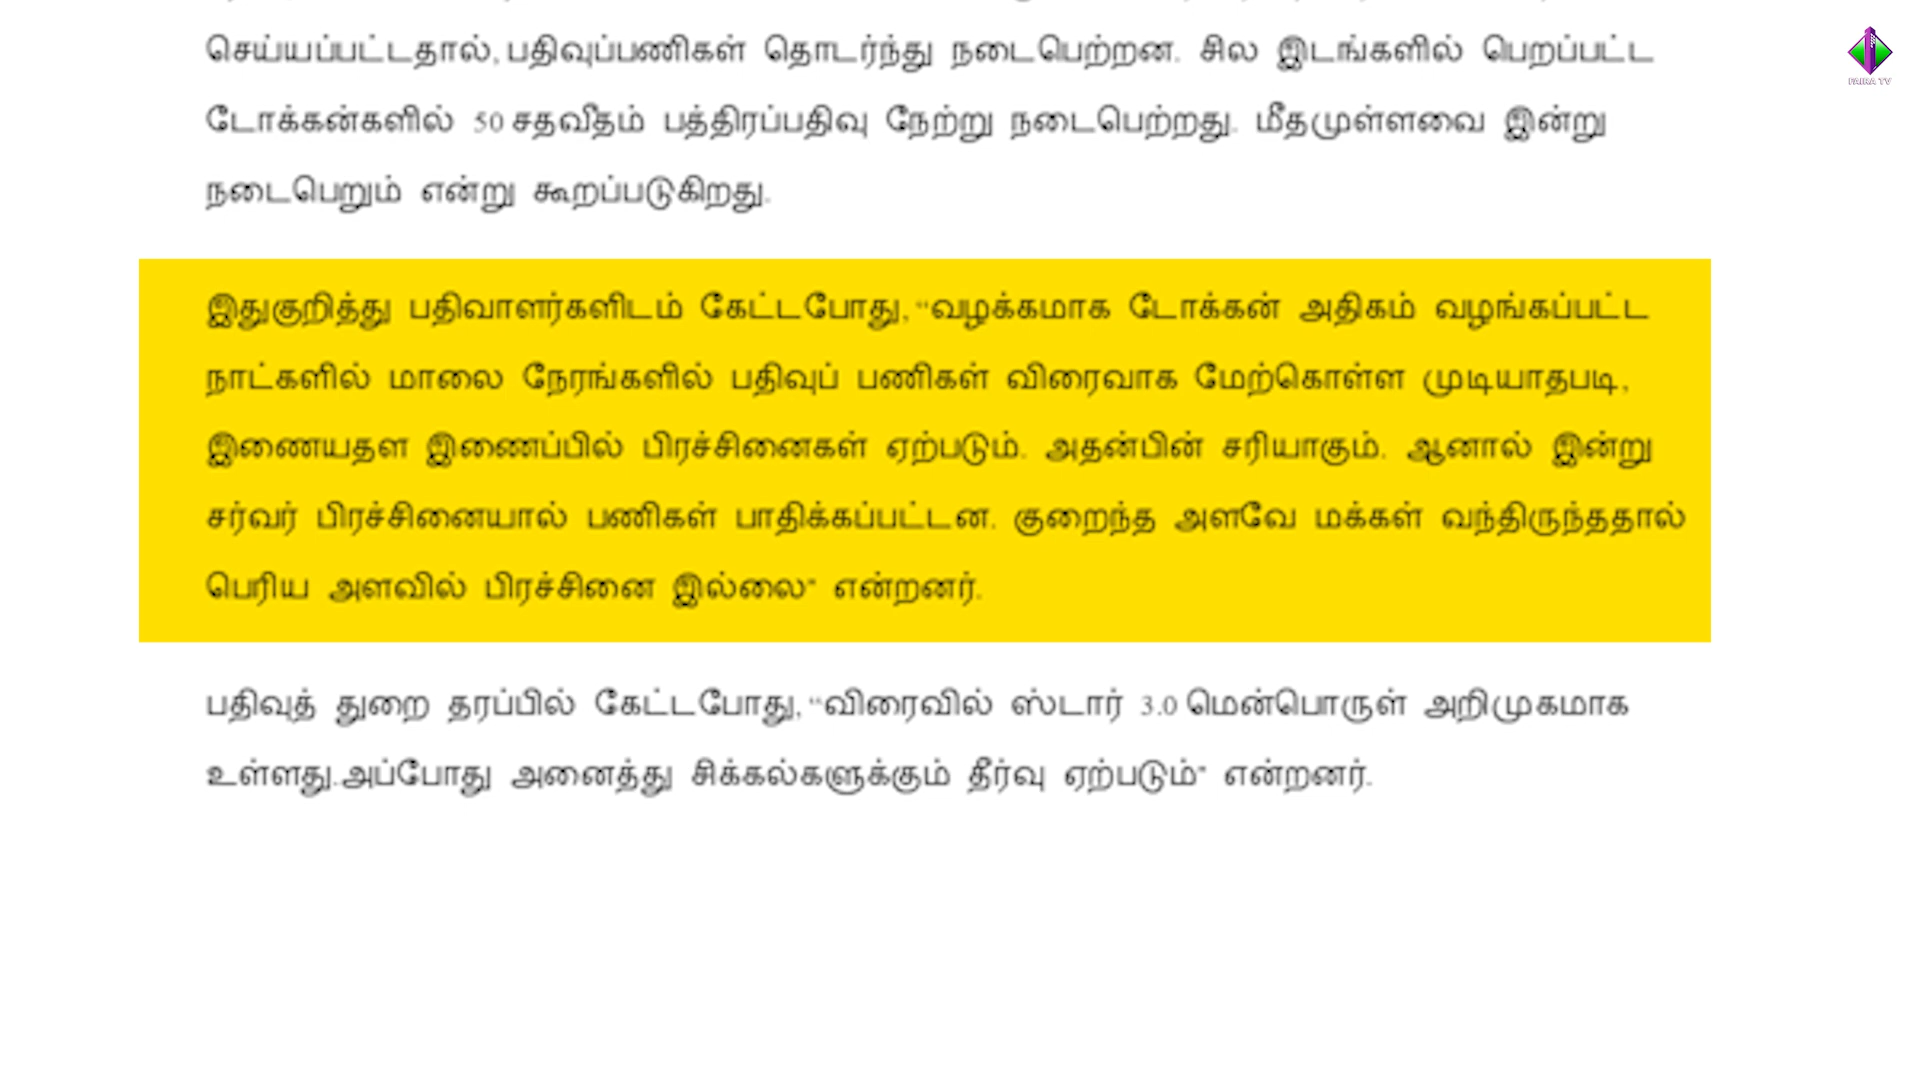 செய்யப்பட்டதால், பதிவுப்பணிகள் தொடர்ந்து நடைபெற்றன. சில இடங்களில் பெறப்பட்ட
டோக்கன்களில் 50 சதவீதம் பத்திரப்பதிவு நேற்று நடைபெற்றது. மீதமுள்ளவை இன்று
நடைபெறும் என்று கூறப்படுகிறது.
இதுகுறித்து பதிவாளர்களிடம் கேட்டபோது, “வழக்கமாக டோக்கன் அதிகம் வழங்கப்பட்ட
நாட்களில் மாலை நேரங்களில் பதிவுப் பணிகள் விரைவாக மேற்கொள்ள முடியாதபடி,
இணையதள இணைப்பில் பிரச்சினைகள் ஏற்படும். அதன்பின் சரியாகும். ஆனால் இன்று
சர்வர் பிரச்சினையால் பணிகள் பாதிக்கப்பட்டன. குறைந்த அளவே மக்கள் வந்திருந்ததால்
பெரிய அளவில் பிரச்சினை இல்லை" என்றனர்.
பதிவுத் துறை தரப்பில் கேட்டபோது, “விரைவில் ஸ்டார் 3.0 மென்பொருள் அறிமுகமாக
உள்ளது.அப்போது அனைத்து சிக்கல்களுக்கும் தீர்வு ஏற்படும்" என்றனர்.
FAIRA TV